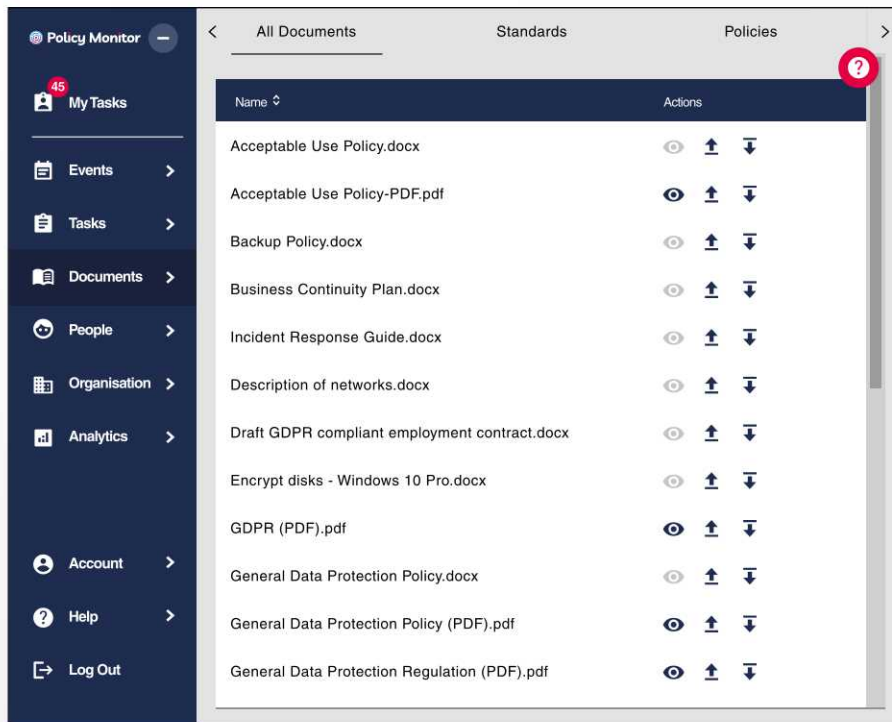 Policy Monitor
45
My Tasks
Events
Tasks
Documents
People
Organisation
Analytics
Account
Help
Log Out
All Documents
Standards
Policies
?
Name
Actions
Acceptable Use Policy.docx
Acceptable Use Policy-PDF.pdf
Backup Policy.docx
Business Continuity Plan.docx
Incident Response Guide.docx
Description of networks.docx
Draft GDPR compliant employment contract.docx
Encrypt disks - Windows 10 Pro.docx
GDPR (PDF).pdf
General Data Protection Policy.docx
General Data Protection Policy (PDF).pdf
General Data Protection Regulation (PDF).pdf